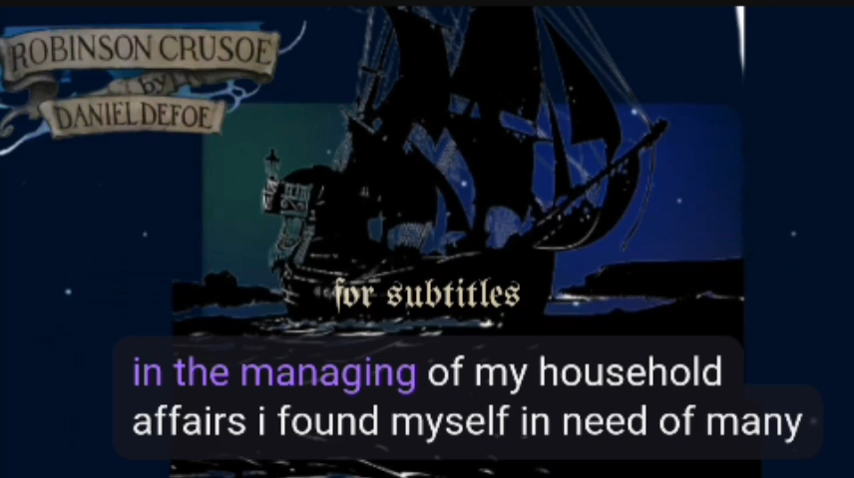 ROBINSON CRUSOE
by
DANIEL DEFOE
for subtitles
in the managing of my household
affairs i found myself in need of many